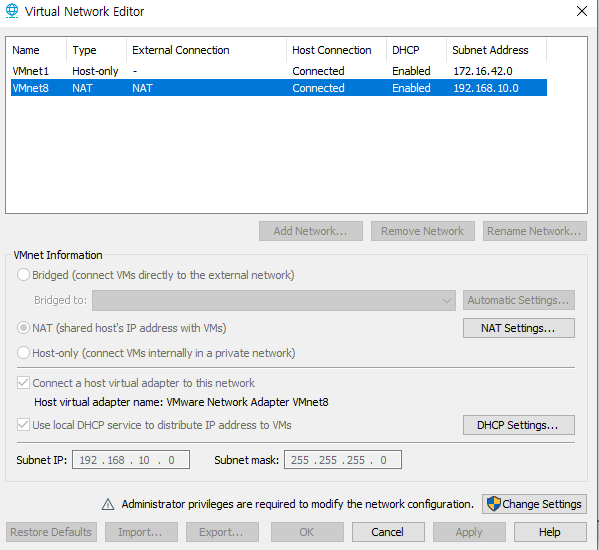 Virtual Network Editor
Name Type External Connection Host Connection DHCP Subnet Address
VMnet1 Host-only - Connected Enabled 172.16.42.0
VMnet8 NAT NAT Connected Enabled 192.168.10.0
Add Network... Remove Network Rename Network...
VMnet Information
Bridged (connect VMs directly to the external network)
Bridged to: Automatic Settings...
NAT (shared host's IP address with VMs) NAT Settings...
Host-only (connect VMs internally in a private network)
Connect a host virtual adapter to this network
Host virtual adapter name: VMware Network Adapter VMnet8
Use local DHCP service to distribute IP address to VMs DHCP Settings...
Subnet IP: 192 . 168 . 10 . 0 Subnet mask: 255 . 255 . 255 . 0
Administrator privileges are required to modify the network configuration. Change Settings
Restore Defaults Import... Export... OK Cancel Apply Help